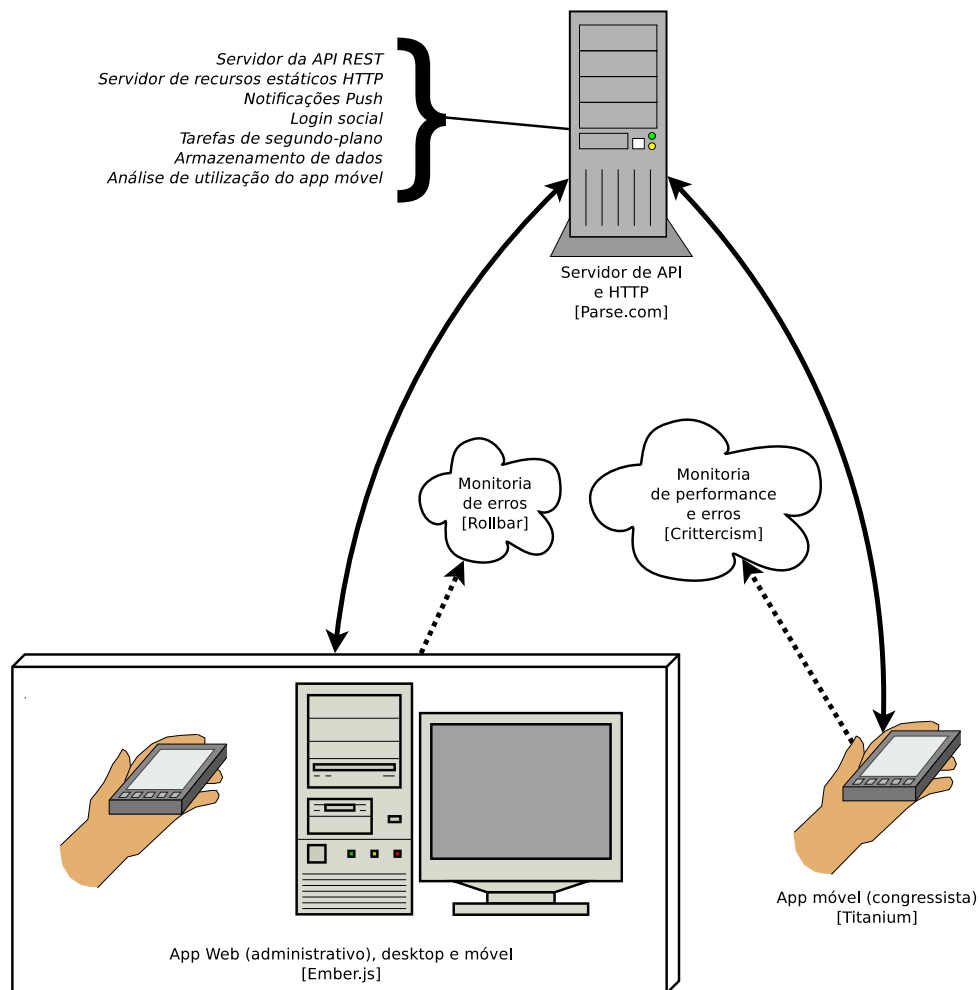 Servidor da API REST
Servidor de recursos estáticos HTTP
Notificações Push
Login social
Tarefas de segundo-plano
Armazenamento de dados
Análise de utilização do app móvel
Servidor de API
e HTTP
[Parse.com]
Monitoria
de erros
[Rollbar]
Monitoria
de performance
e erros
[Crittercism]
App móvel (congressista)
[Titanium]
App Web (administrativo), desktop e móvel
[Ember.js]